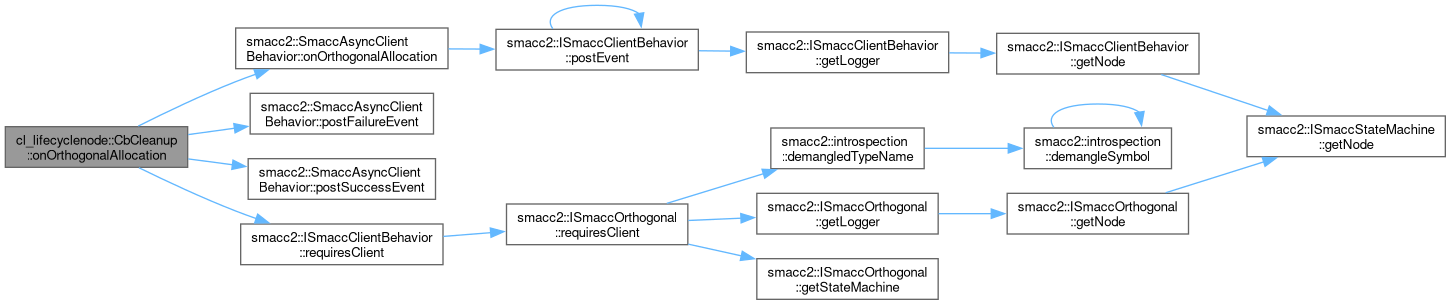 cl_lifecyclenode::CbCleanup
::onOrthogonalAllocation
smacc2::SmaccAsyncClient
Behavior::onOrthogonalAllocation
smacc2::ISmaccClientBehavior
::postEvent
smacc2::ISmaccClientBehavior
::getLogger
smacc2::ISmaccClientBehavior
::getNode
smacc2::ISmaccStateMachine
::getNode
smacc2::SmaccAsyncClient
Behavior::postFailureEvent
smacc2::SmaccAsyncClient
Behavior::postSuccessEvent
smacc2::ISmaccClientBehavior
::requiresClient
smacc2::ISmaccOrthogonal
::requiresClient
smacc2::introspection
::demangledTypeName
smacc2::introspection
::demangleSymbol
smacc2::ISmaccOrthogonal
::getLogger
smacc2::ISmaccOrthogonal
::getNode
smacc2::ISmaccOrthogonal
::getStateMachine